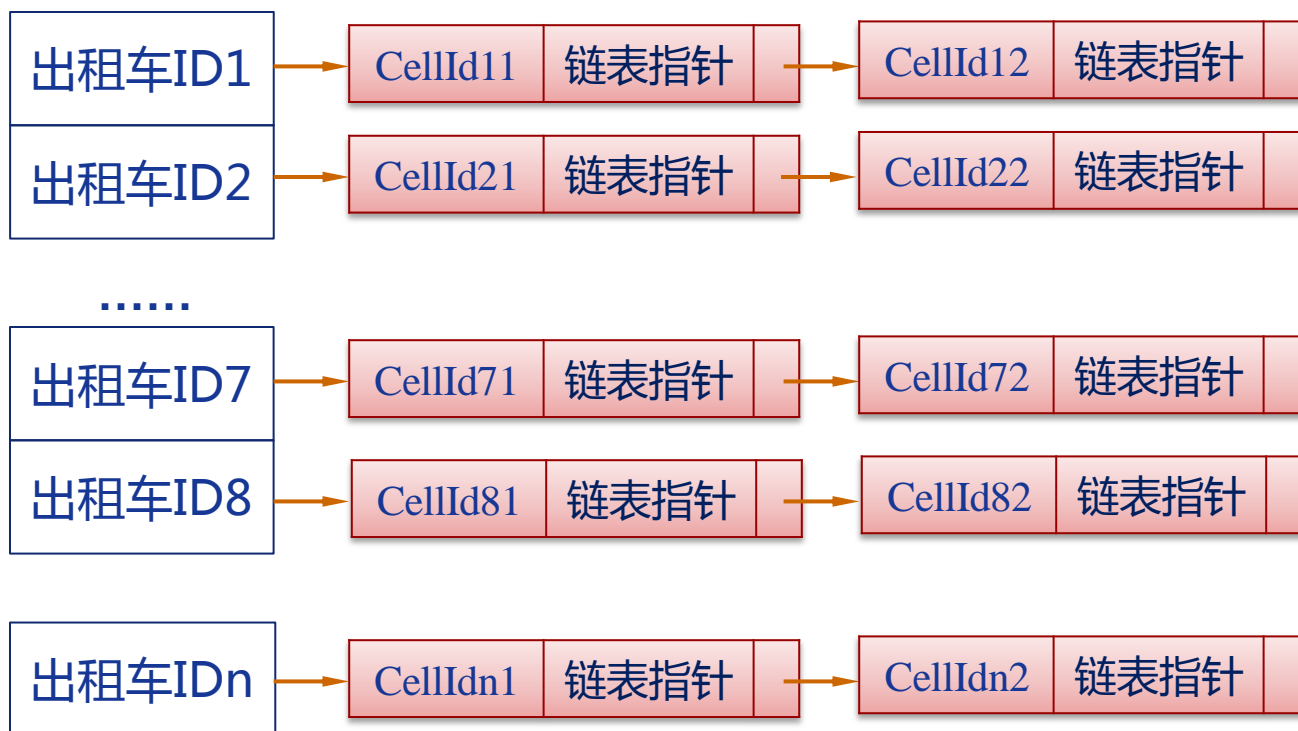 出租车ID1 CellId11 链表指针 CellId12 链表指针
出租车ID2 CellId21 链表指针 CellId22 链表指针
......
出租车ID7 CellId71 链表指针 CellId72 链表指针
出租车ID8 CellId81 链表指针 CellId82 链表指针
出租车IDn CellIdn1 链表指针 CellIdn2 链表指针